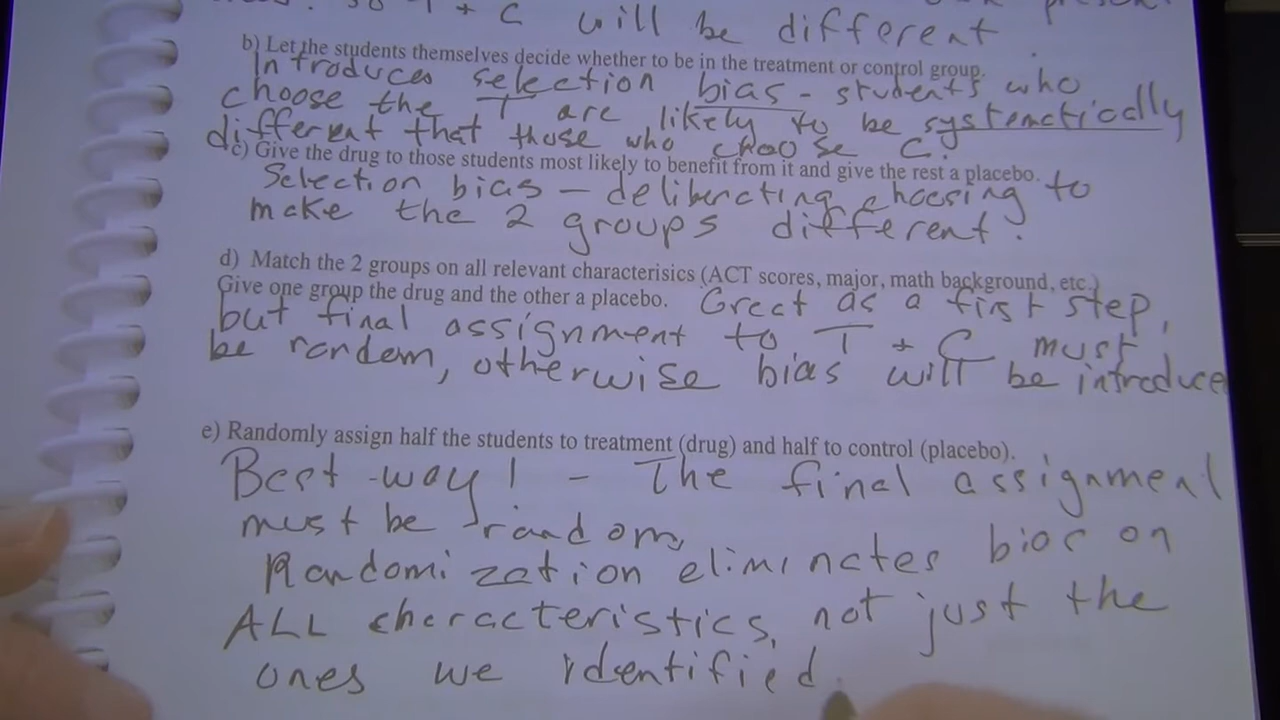 So T + C will be different.
b) Let the students themselves decide whether to be in the treatment or control group.
Introduces selection bias - students who
choose the T are likely to be systematically
different that those who choose C.
c) Give the drug to those students most likely to benefit from it and give the rest a placebo.
Selection bias - deliberating choosing to
make the 2 groups different.
d) Match the 2 groups on all relevant characterisics (ACT scores, major, math background, etc.)
Give one group the drug and the other a placebo. Great as a first step,
but final assignment to T + C must
be random, otherwise bias will be introduce
e) Randomly assign half the students to treatment (drug) and half to control (placebo).
Best way! - The final assignment
must be random.
Randomization eliminates bias on
ALL characteristics, not just the
ones we identified.